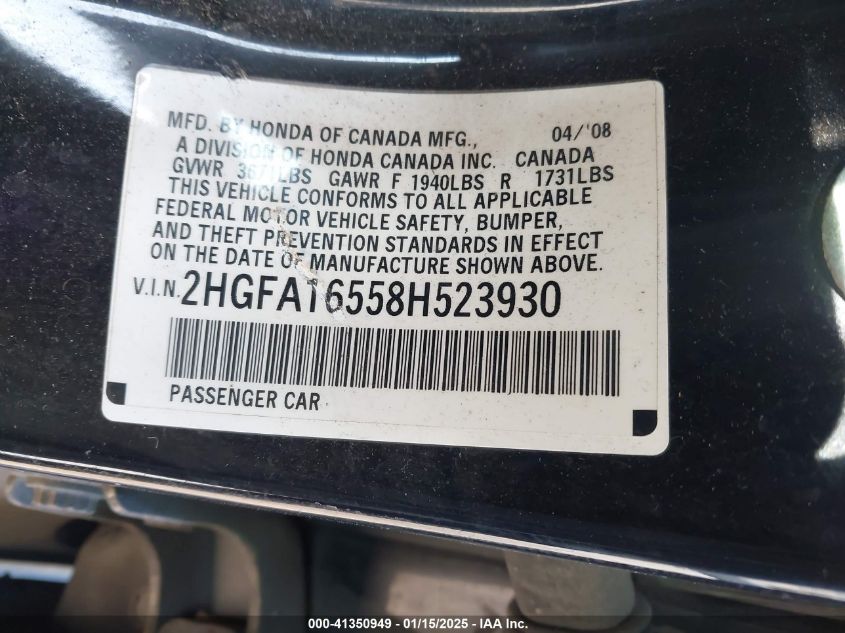 MFD. BY HONDA OF CANADA MFG., 04/'08
A DIVISION OF HONDA CANADA INC. CANADA
GVWR 3671LBS GAWR F 1940LBS R 1731LBS
THIS VEHICLE CONFORMS TO ALL APPLICABLE
FEDERAL MOTOR VEHICLE SAFETY, BUMPER,
AND THEFT PREVENTION STANDARDS IN EFFECT
ON THE DATE OF MANUFACTURE SHOWN ABOVE.
V.I.N. 2HGFA16558H523930
PASSENGER CAR
000-41350949 - 01/15/2025 - © IAA Inc.